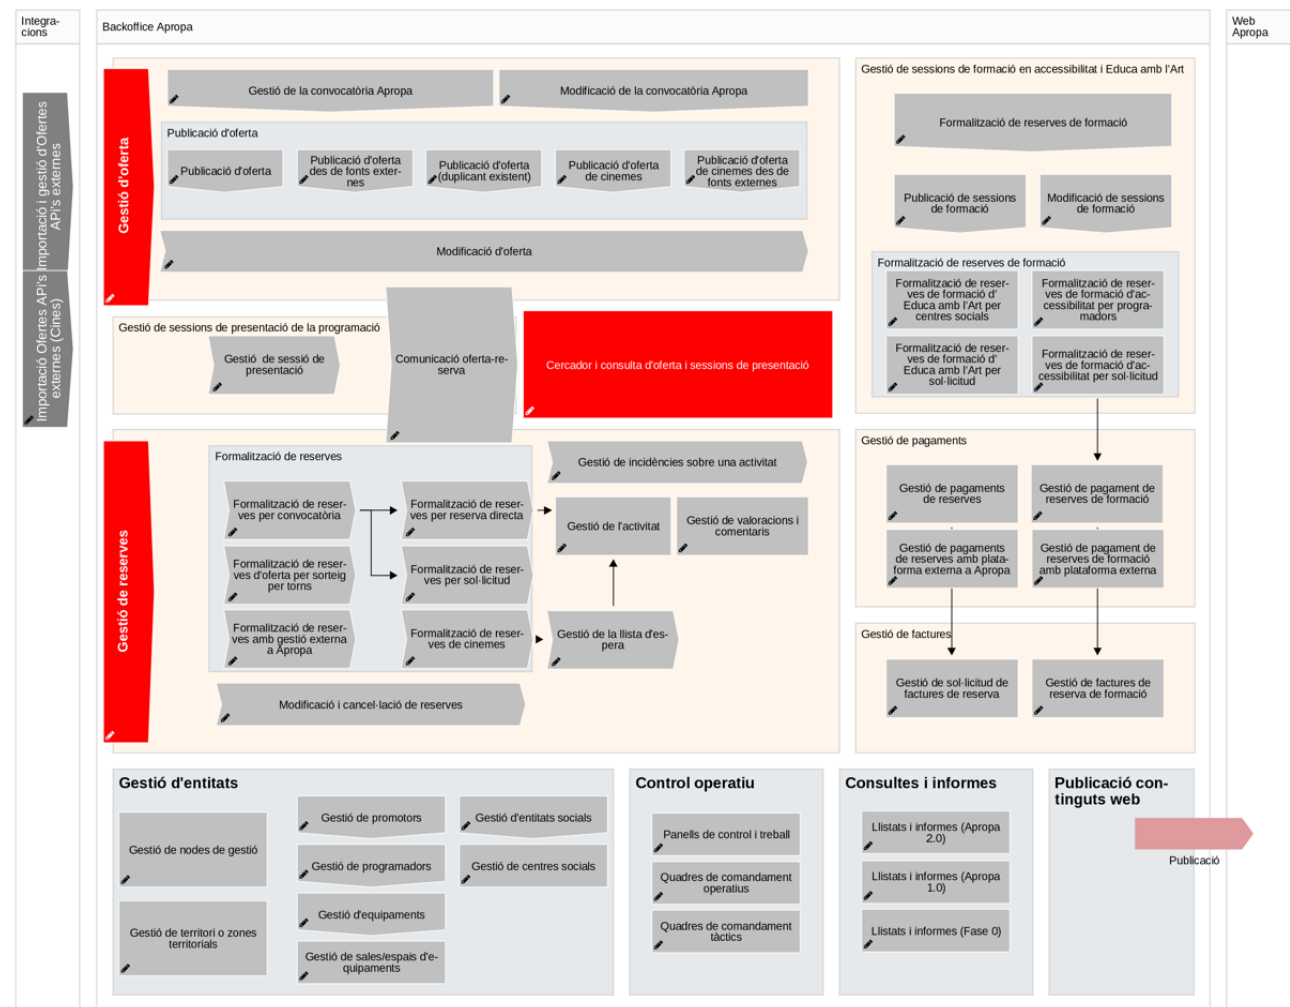 Integra-
cions
Backoffice Apropa
Web
Apropa
Importació i gestió d'Ofertes
APi's externes
Importació Ofertes APi's
externes (Cines)
Gestió d'oferta
Gestió de la convocatòria Apropa
Modificació de la convocatòria Apropa
Publicació d'oferta
Publicació d'oferta
Publicació d'oferta
des de fonts exter-
nes
Publicació d'oferta
(duplicant existent)
Publicació d'oferta
de cinemes
Publicació d'oferta
de cinemes des de
fonts externes
Modificació d'oferta
Gestió de sessions de presentació de la programació
Gestió de sessió de
presentació
Comunicació oferta-re-
serva
Cercador i consulta d'oferta i sessions de presentació
Gestió de reserves
Formalització de reserves
Formalització de reser-
ves per convocatòria
Formalització de reser-
ves per reserva directa
Formalització de reser-
ves d'oferta per sorteig
per torns
Formalització de reser-
ves per sol·licitud
Formalització de reser-
ves amb gestió externa
a Apropa
Formalització de reser-
ves de cinemes
Gestió de incidències sobre una activitat
Gestió de l'activitat
Gestió de valoracions i
comentaris
Gestió de la llista d'es-
pera
Modificació i cancel·lació de reserves
Gestió de sessions de formació en accessibilitat i Educa amb l'Art
Formalització de reserves de formació
Publicació de sessions
de formació
Modificació de sessions
de formació
Formalització de reserves de formació
Formalització de reser-
ves de formació d'
Educa amb l'Art per
centres socials
Formalització de reser-
ves de formació d'ac-
cessibilitat per progra-
madors
Formalització de reser-
ves de formació d'
Educa amb l'Art per
sol·licitud
Formalització de reser-
ves de formació d'ac-
cessibilitat per sol·licitud
Gestió de pagaments
Gestió de pagaments
de reserves
Gestió de pagament de
reserves de formació
Gestió de pagaments
de reserves amb plata-
forma externa a Apropa
Gestió de pagament de
reserves de formació
amb plataforma externa
Gestió de factures
Gestió de sol·licitud de
factures de reserva
Gestió de factures de
reserva de formació
Gestió d'entitats
Gestió de nodes de gestió
Gestió de territori o zones
territorials
Gestió de promotors
Gestió d'entitats socials
Gestió de programadors
Gestió de centres socials
Gestió d'equipaments
Gestió de sales/espais d'e-
quipaments
Control operatiu
Panells de control i treball
Quadres de comandament
operatius
Quadres de comandament
tàctics
Consultes i informes
Llistats i informes (Apropa
2.0)
Llistats i informes (Apropa
1.0)
Llistats i informes (Fase 0)
Publicació con-
tinguts web
Publicació